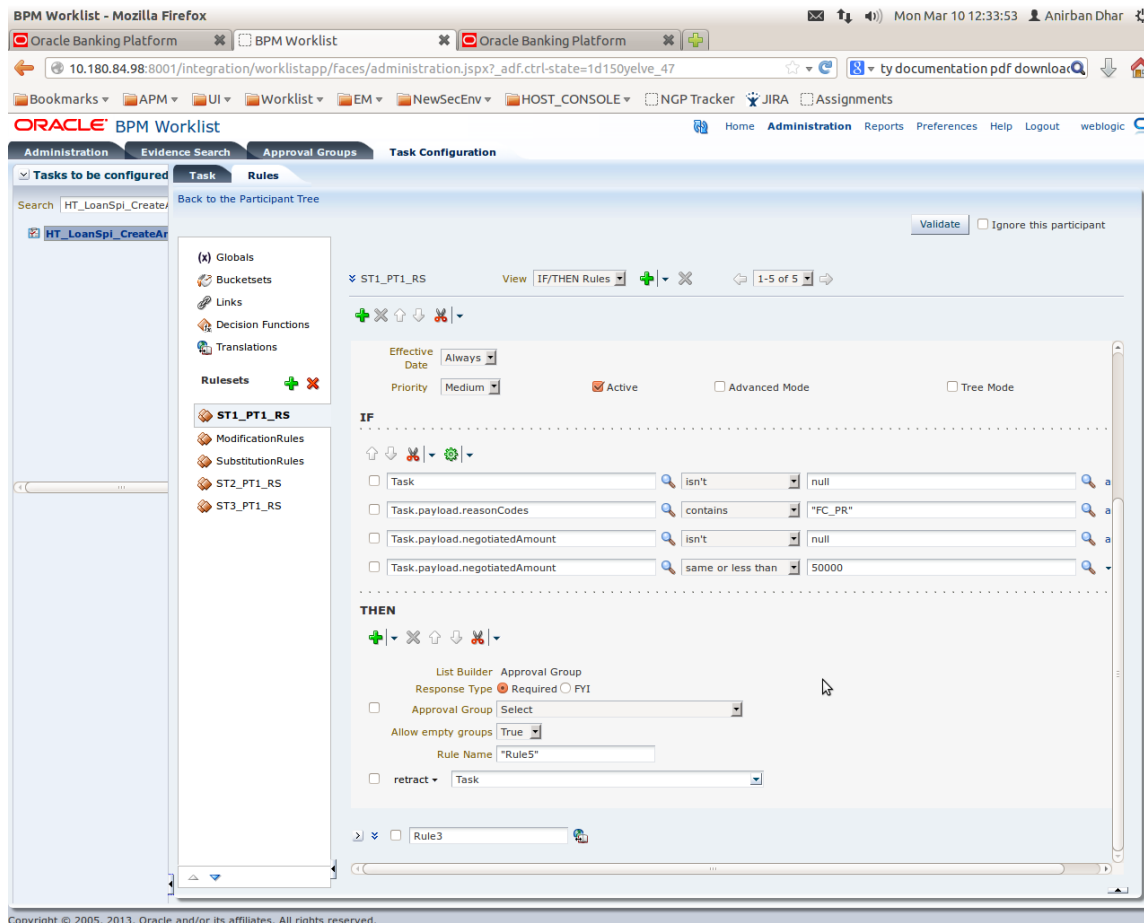 BPM Worklist - Mozilla Firefox
Mon Mar 10 12:33:53 Anirban Dhar
Oracle Banking Platform
BPM Worklist
Oracle Banking Platform
10.180.84.98:8001/integration/worklistapp/faces/administration.jspx?_adf.ctrl-state=1d150yelve_47
ty documentation pdf download
Bookmarks APM UI Worklist EM NewSecEnv HOST_CONSOLE NGP Tracker JIRA Assignments
ORACLE BPM Worklist
Home Administration Reports Preferences Help Logout weblogic
Administration Evidence Search Approval Groups Task Configuration
Tasks to be configured
Task Rules
Search HT_LoanSpi_CreateA
Back to the Participant Tree
HT_LoanSpi_CreateAr
Validate Ignore this participant
(x) Globals
Bucketsets
Links
Decision Functions
Translations
Rulesets
ST1_PT1_RS
ModificationRules
SubstitutionRules
ST2_PT1_RS
ST3_PT1_RS
ST1_PT1_RS View IF/THEN Rules 1-5 of 5
Effective
Date Always
Priority Medium Active Advanced Mode Tree Mode
IF
Task isn't null a
Task.payload.reasonCodes contains "FC_PR" a
Task.payload.negotiatedAmount isn't null a
Task.payload.negotiatedAmount same or less than 50000
THEN
List Builder Approval Group
Response Type Required FYI
Approval Group Select
Allow empty groups True
Rule Name "Rule5"
retract Task
Rule3
Copyright © 2005, 2013, Oracle and/or its affiliates. All rights reserved.